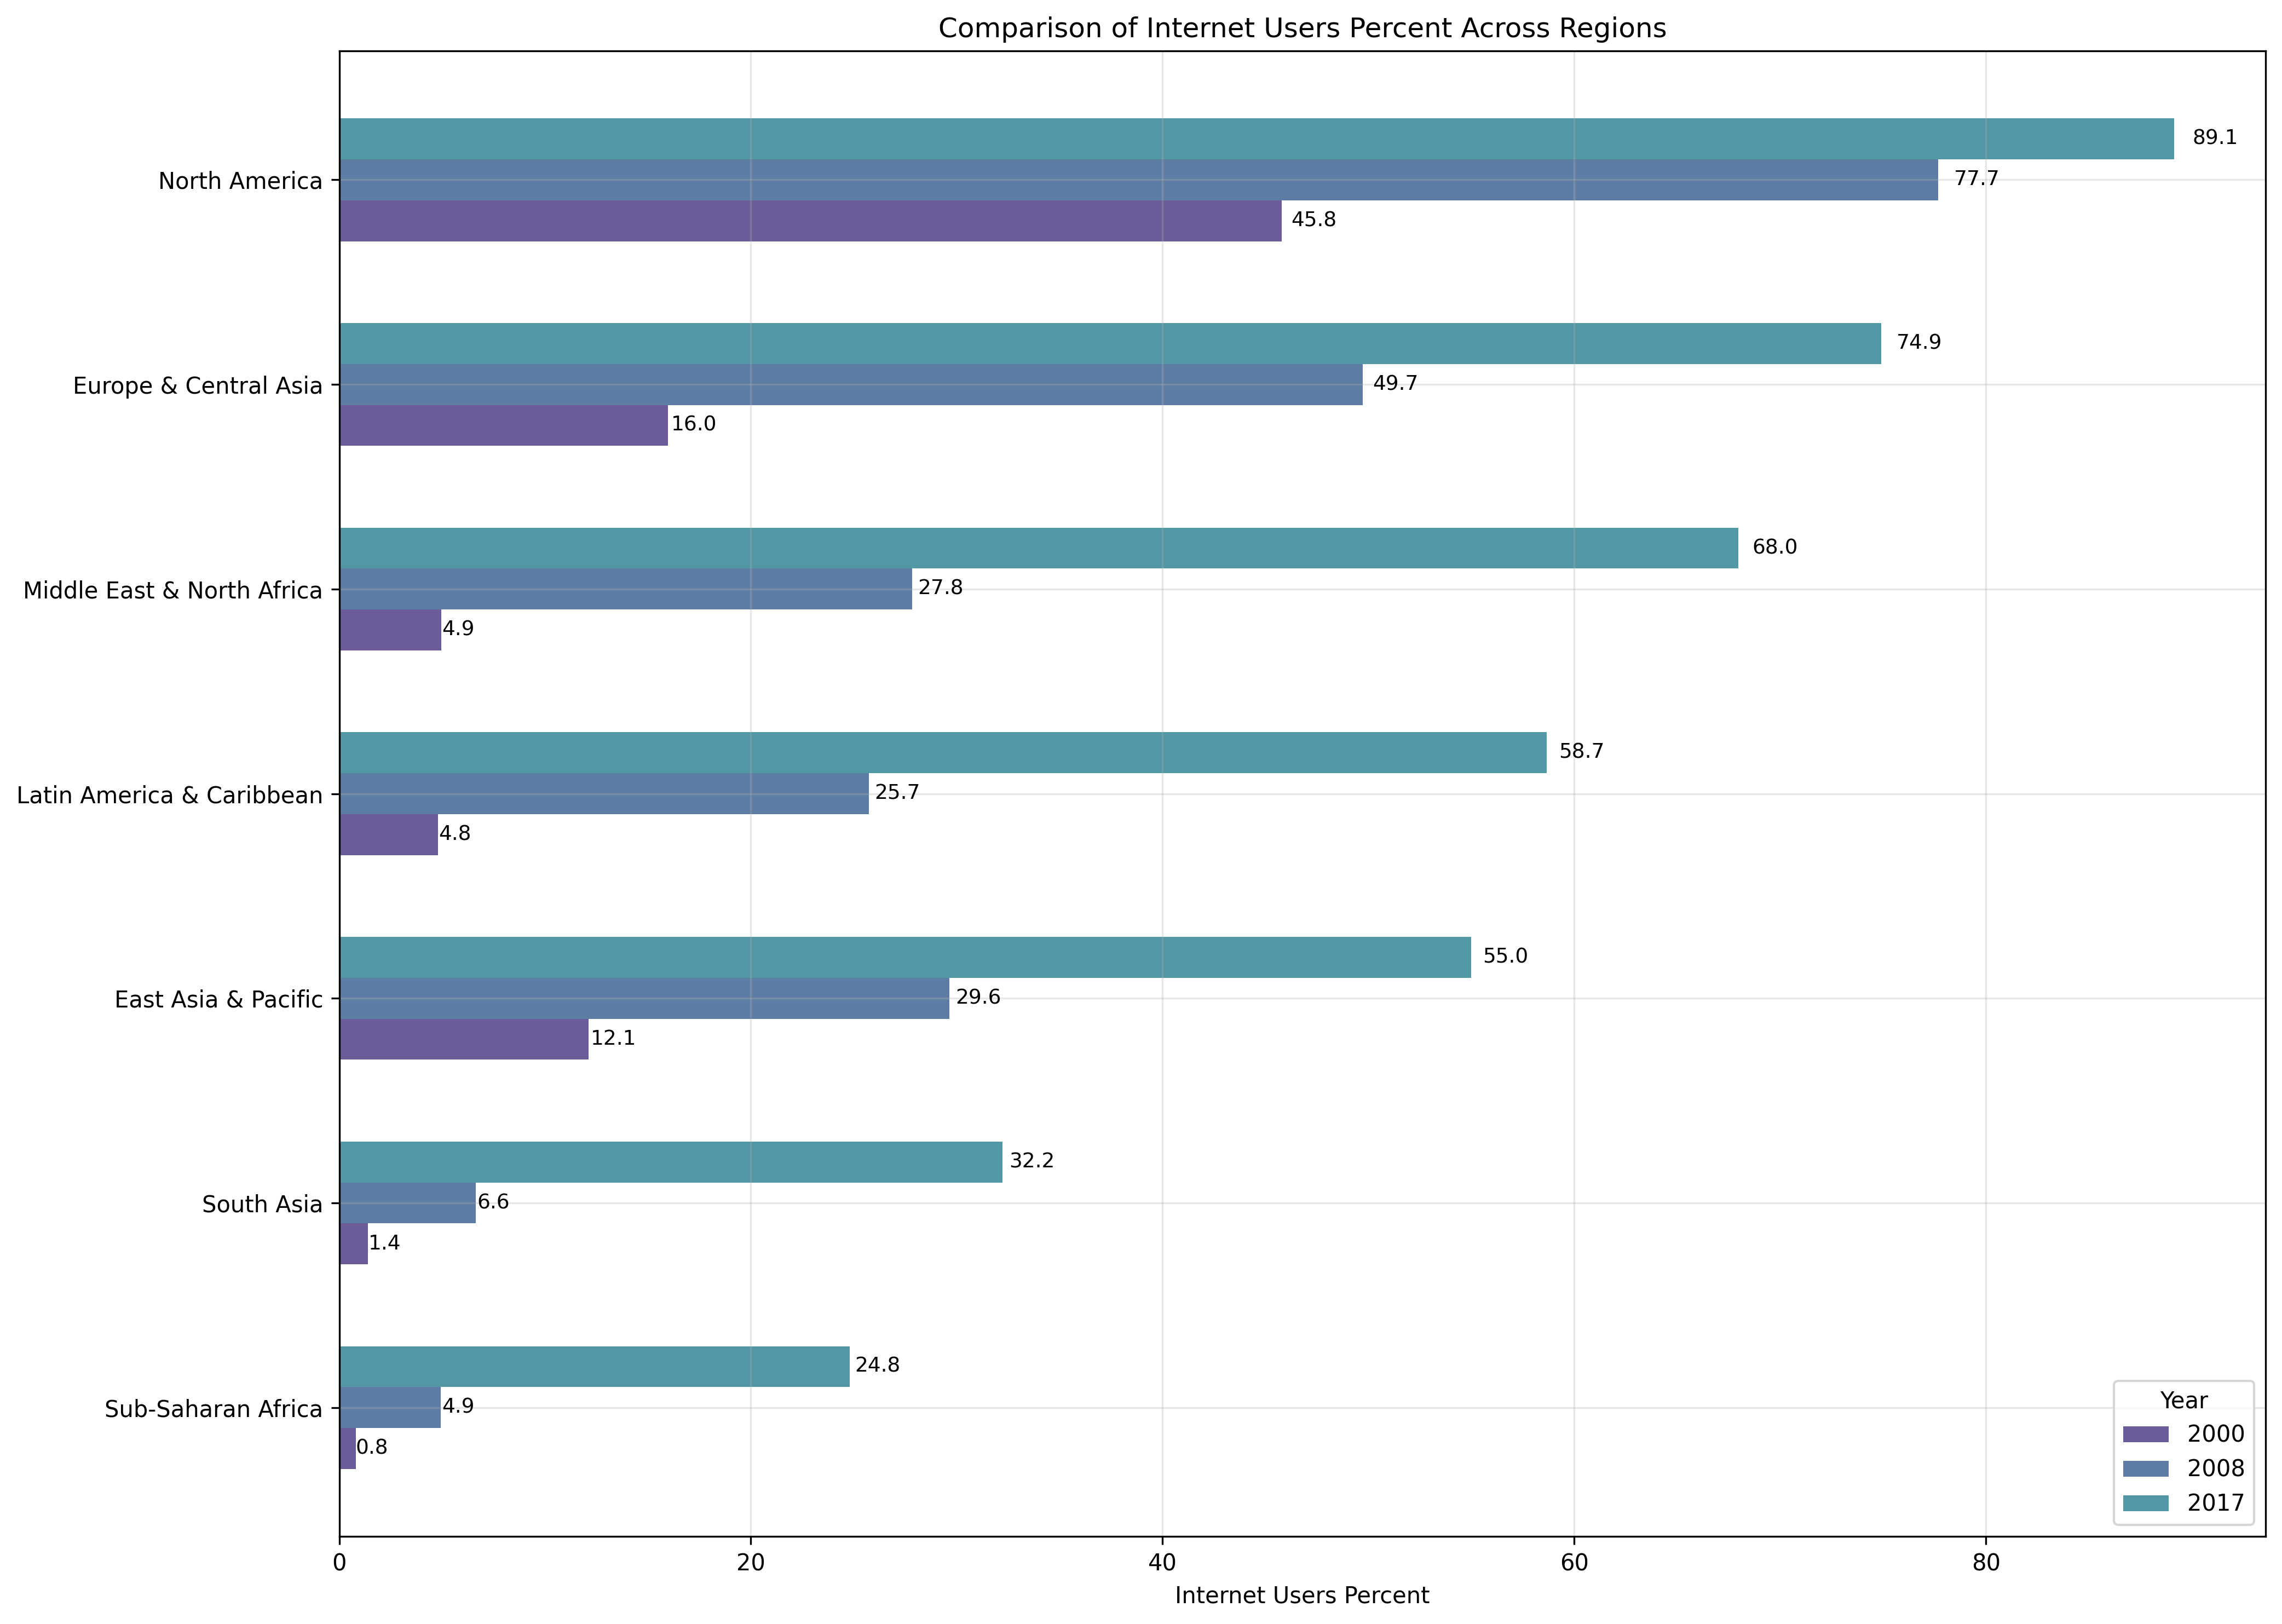 Comparison of Internet Users Percent Across Regions
89.1
North America
77.7
45.8
74.9
Europe & Central Asia
49.7
16.0
68.0
Middle East & North Africa
27.8
4.9
58.7
Latin America & Caribbean
25.7
4.8
55.0
East Asia & Pacific
29.6
12.1
32.2
South Asia
6.6
1.4
24.8
Sub-Saharan Africa
4.9
0.8
Year
2000
2008
2017
0 20 40 60 80
Internet Users Percent